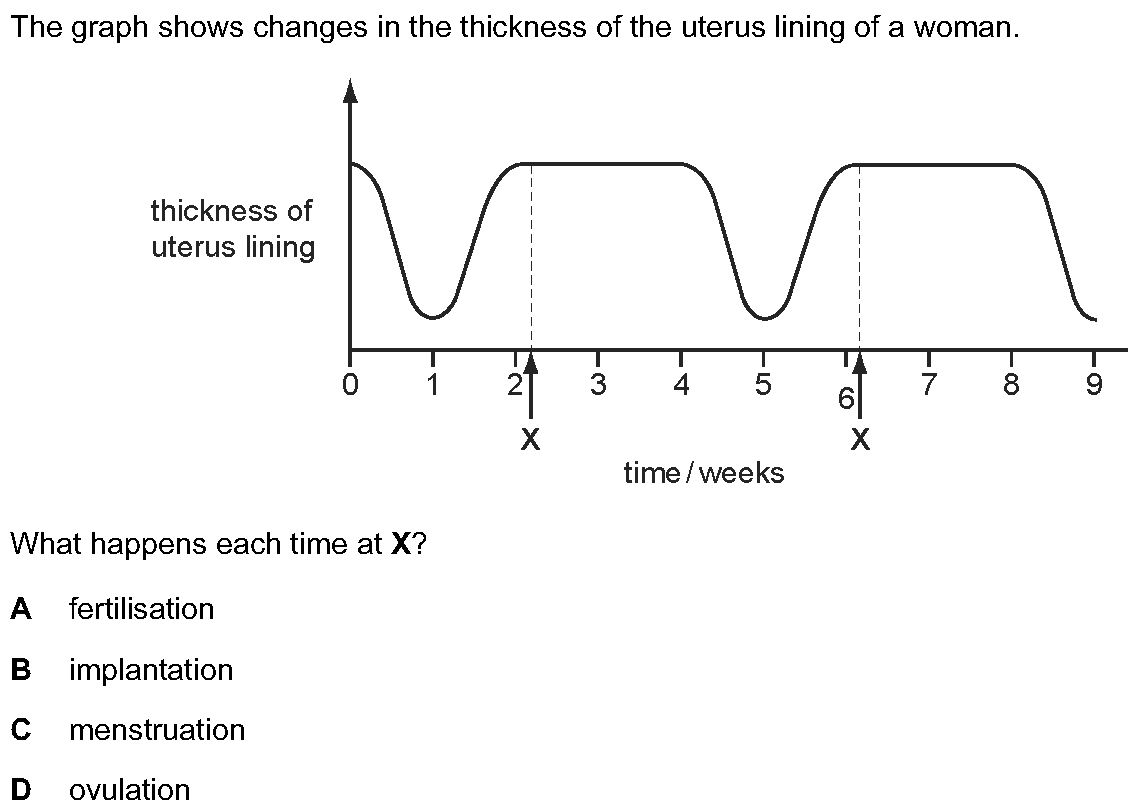 The graph shows changes in the thickness of the uterus lining of a woman.
thickness of
uterus lining
0 1 2 3 4 5 6 7 8 9
X X
time / weeks
What happens each time at X?
A fertilisation
B implantation
C menstruation
D ovulation